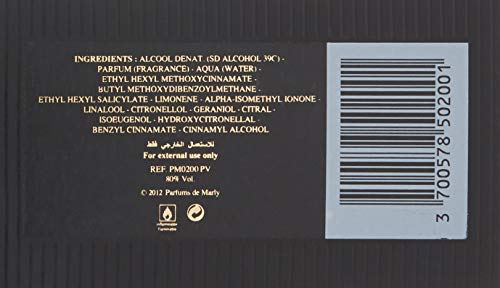 INGREDIENTS : ALCOOL DENAT. (SD ALCOHOL 39C) -
PARFUM (FRAGRANCE) - AQUA (WATER) -
ETHYL HEXYL METHOXYCINNAMATE -
BUTYL METHOXYDIBENZOYLMETHANE -
ETHYL HEXYL SALICYLATE - LIMONENE - ALPHA-ISOMETHYL IONONE -
LINALOOL - CITRONELLOL - GERANIOL - CITRAL -
ISOEUGENOL - HYDROXYCITRONELLAL -
BENZYL CINNAMATE - CINNAMYL ALCOHOL
للاستعمال الخارجي فقط
For external use only
REF. PM0200 PV
80% Vol.
© 2012 Parfums de Marly
3 700578 502001